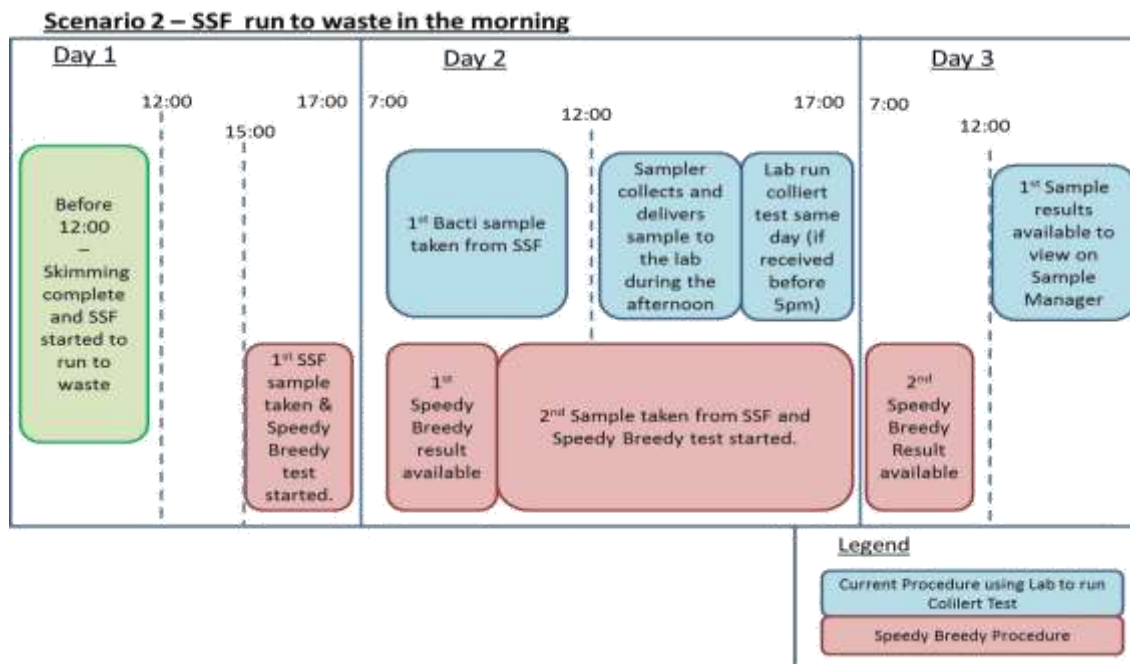 Scenario 2 – SSF run to waste in the morning
Day 1
Day 2
Day 3
12:00
17:00
7:00
17:00
7:00
15:00
12:00
12:00
Before
12:00
–
Skimming
complete
and SSF
started to
run to
waste
1st Bacti sample
taken from SSF
Sampler
collects and
delivers
sample to
the lab
during the
afternoon
Lab run
colliert
test same
day (if
received
before
5pm)
1st Sample
results
available to
view on
Sample
Manager
1st SSF
sample
taken &
Speedy
Breedy
test
started.
1st
Speedy
Breedy
result
available
2nd Sample taken from SSF and
Speedy Breedy test started.
2nd
Speedy
Breedy
Result
available
Legend
Current Procedure using Lab to run
Colilert Test
Speedy Breedy Procedure